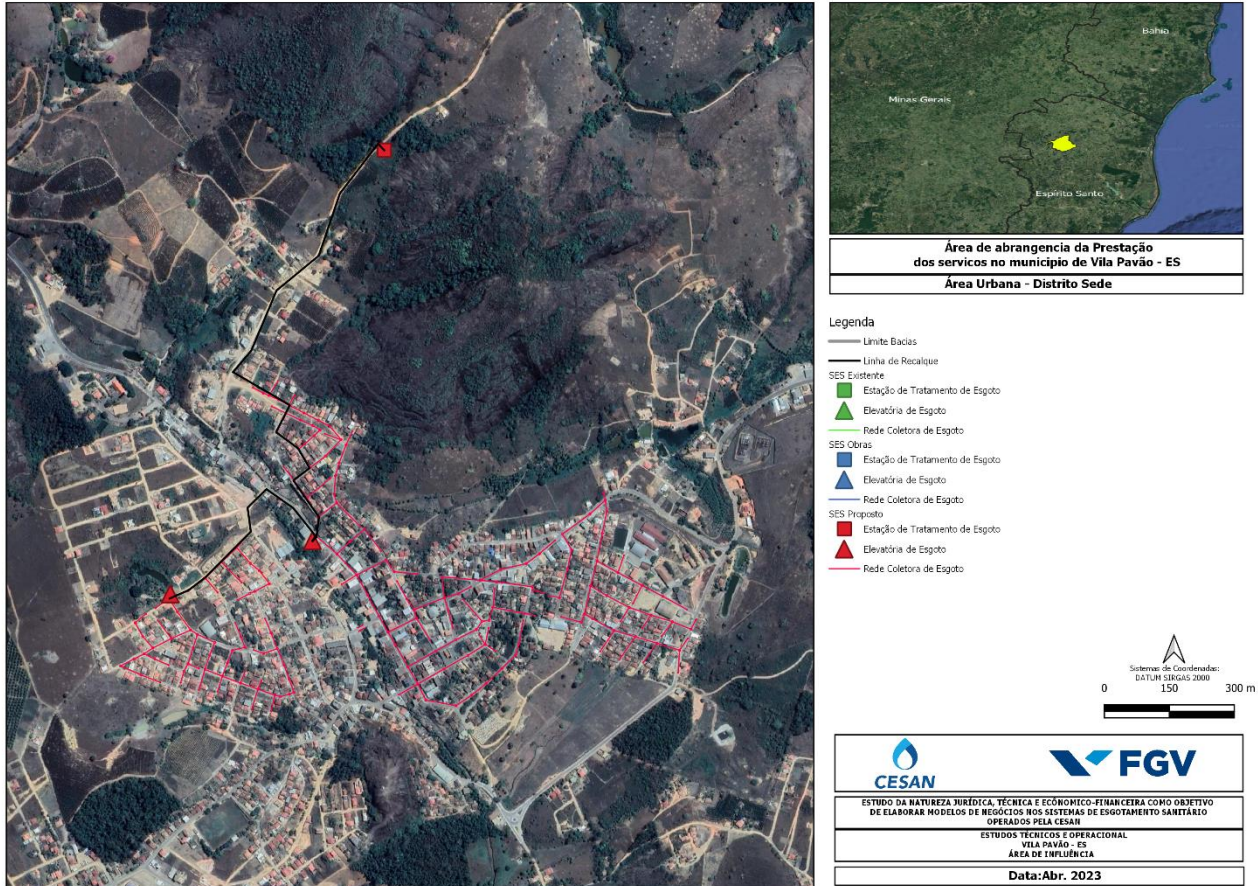 Bahia
Minas Gerais
Espírito Santo
Área de abrangencia da Prestação
dos servicos no município de Vila Pavão - ES
Área Urbana - Distrito Sede
Legenda
Limite Bacias
Linha de Recalque
SES Existente
Estação de Tratamento de Esgoto
Elevatória de Esgoto
Rede Coletora de Esgoto
SES Obras
Estação de Tratamento de Esgoto
Elevatória de Esgoto
Rede Coletora de Esgoto
SES Proposto
Estação de Tratamento de Esgoto
Elevatória de Esgoto
Rede Coletora de Esgoto
Sistemas de Coordenadas:
DATUM SIRGAS 2000
0 150 300 m
CESAN
FGV
ESTUDO DA NATUREZA JURÍDICA, TÉCNICA E ECÔNOMICO-FINANCEIRA COMO OBJETIVO
DE ELABORAR MODELOS DE NEGÓCIOS NOS SISTEMAS DE ESGOTAMENTO SANITÁRIO
OPERADOS PELA CESAN
ESTUDOS TÉCNICOS E OPERACIONAL
VILA PAVÃO - ES
ÁREA DE INFLUÊNCIA
Data:Abr. 2023